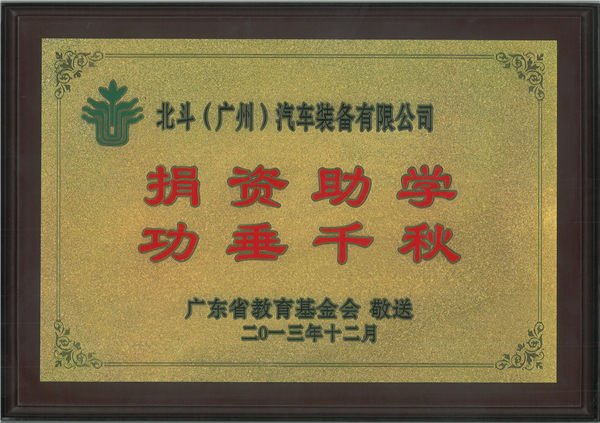 北斗（广州）汽车装备有限公司
捐资助学
功垂千秋
广东省教育基金会 敬送
二0一三年十二月